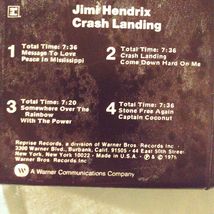 Jimi Hendrix
Crash Landing
1 Total Time: 7:36
Message To Love
Peace In Mississippi
2 Total Time: 7:36
Crash Landing
Come Down Hard On Me
4
3 Total Time: 7:20
Somewhere Over The
Rainbow
With The Power
4 Total Time: 7:36
Stone Free Again
Captain Coconut
Reprise Records, a division of Warner Bros. Records Inc.
3300 Warner Blvd., Burbank, Calif. 91505 · 44 East 50th Street
New York, New York 10022 · Made in U.S.A. · ℗ & © 1975
Warner Bros. Records Inc.
A Warner Communications Company